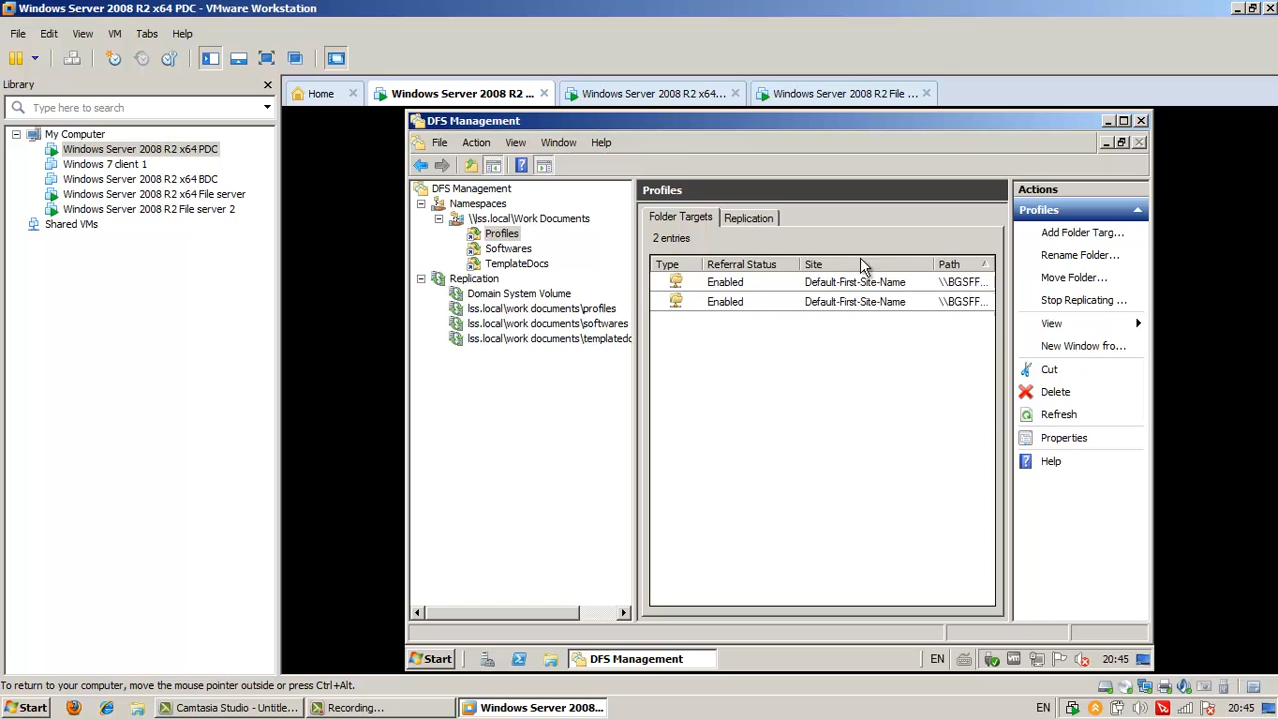 Windows Server 2008 R2 x64 PDC - VMware Workstation
File Edit View VM Tabs Help
Library
Type here to search
My Computer
Windows Server 2008 R2 x64 PDC
Windows 7 client 1
Windows Server 2008 R2 x64 BDC
Windows Server 2008 R2 x64 File server
Windows Server 2008 R2 File server 2
Shared VMs
Home Windows Server 2008 R2 ... Windows Server 2008 R2 x64... Windows Server 2008 R2 File ...
DFS Management
File Action View Window Help
DFS Management
Namespaces
\\lss.local\Work Documents
Profiles
Softwares
TemplateDocs
Replication
Domain System Volume
lss.local\work documents\profiles
lss.local\work documents\softwares
lss.local\work documents\templatedo
Profiles
Folder Targets Replication
2 entries
Type Referral Status Site Path
Enabled Default-First-Site-Name \\BGSFF...
Enabled Default-First-Site-Name \\BGSFF...
Actions
Profiles
Add Folder Targ...
Rename Folder...
Move Folder...
Stop Replicating ...
View
New Window from...
Cut
Delete
Refresh
Properties
Help
Start DFS Management EN 20:45
To return to your computer, move the mouse pointer outside or press Ctrl+Alt.
Start Camtasia Studio - Untitle... Recording... Windows Server 2008... EN 20:45